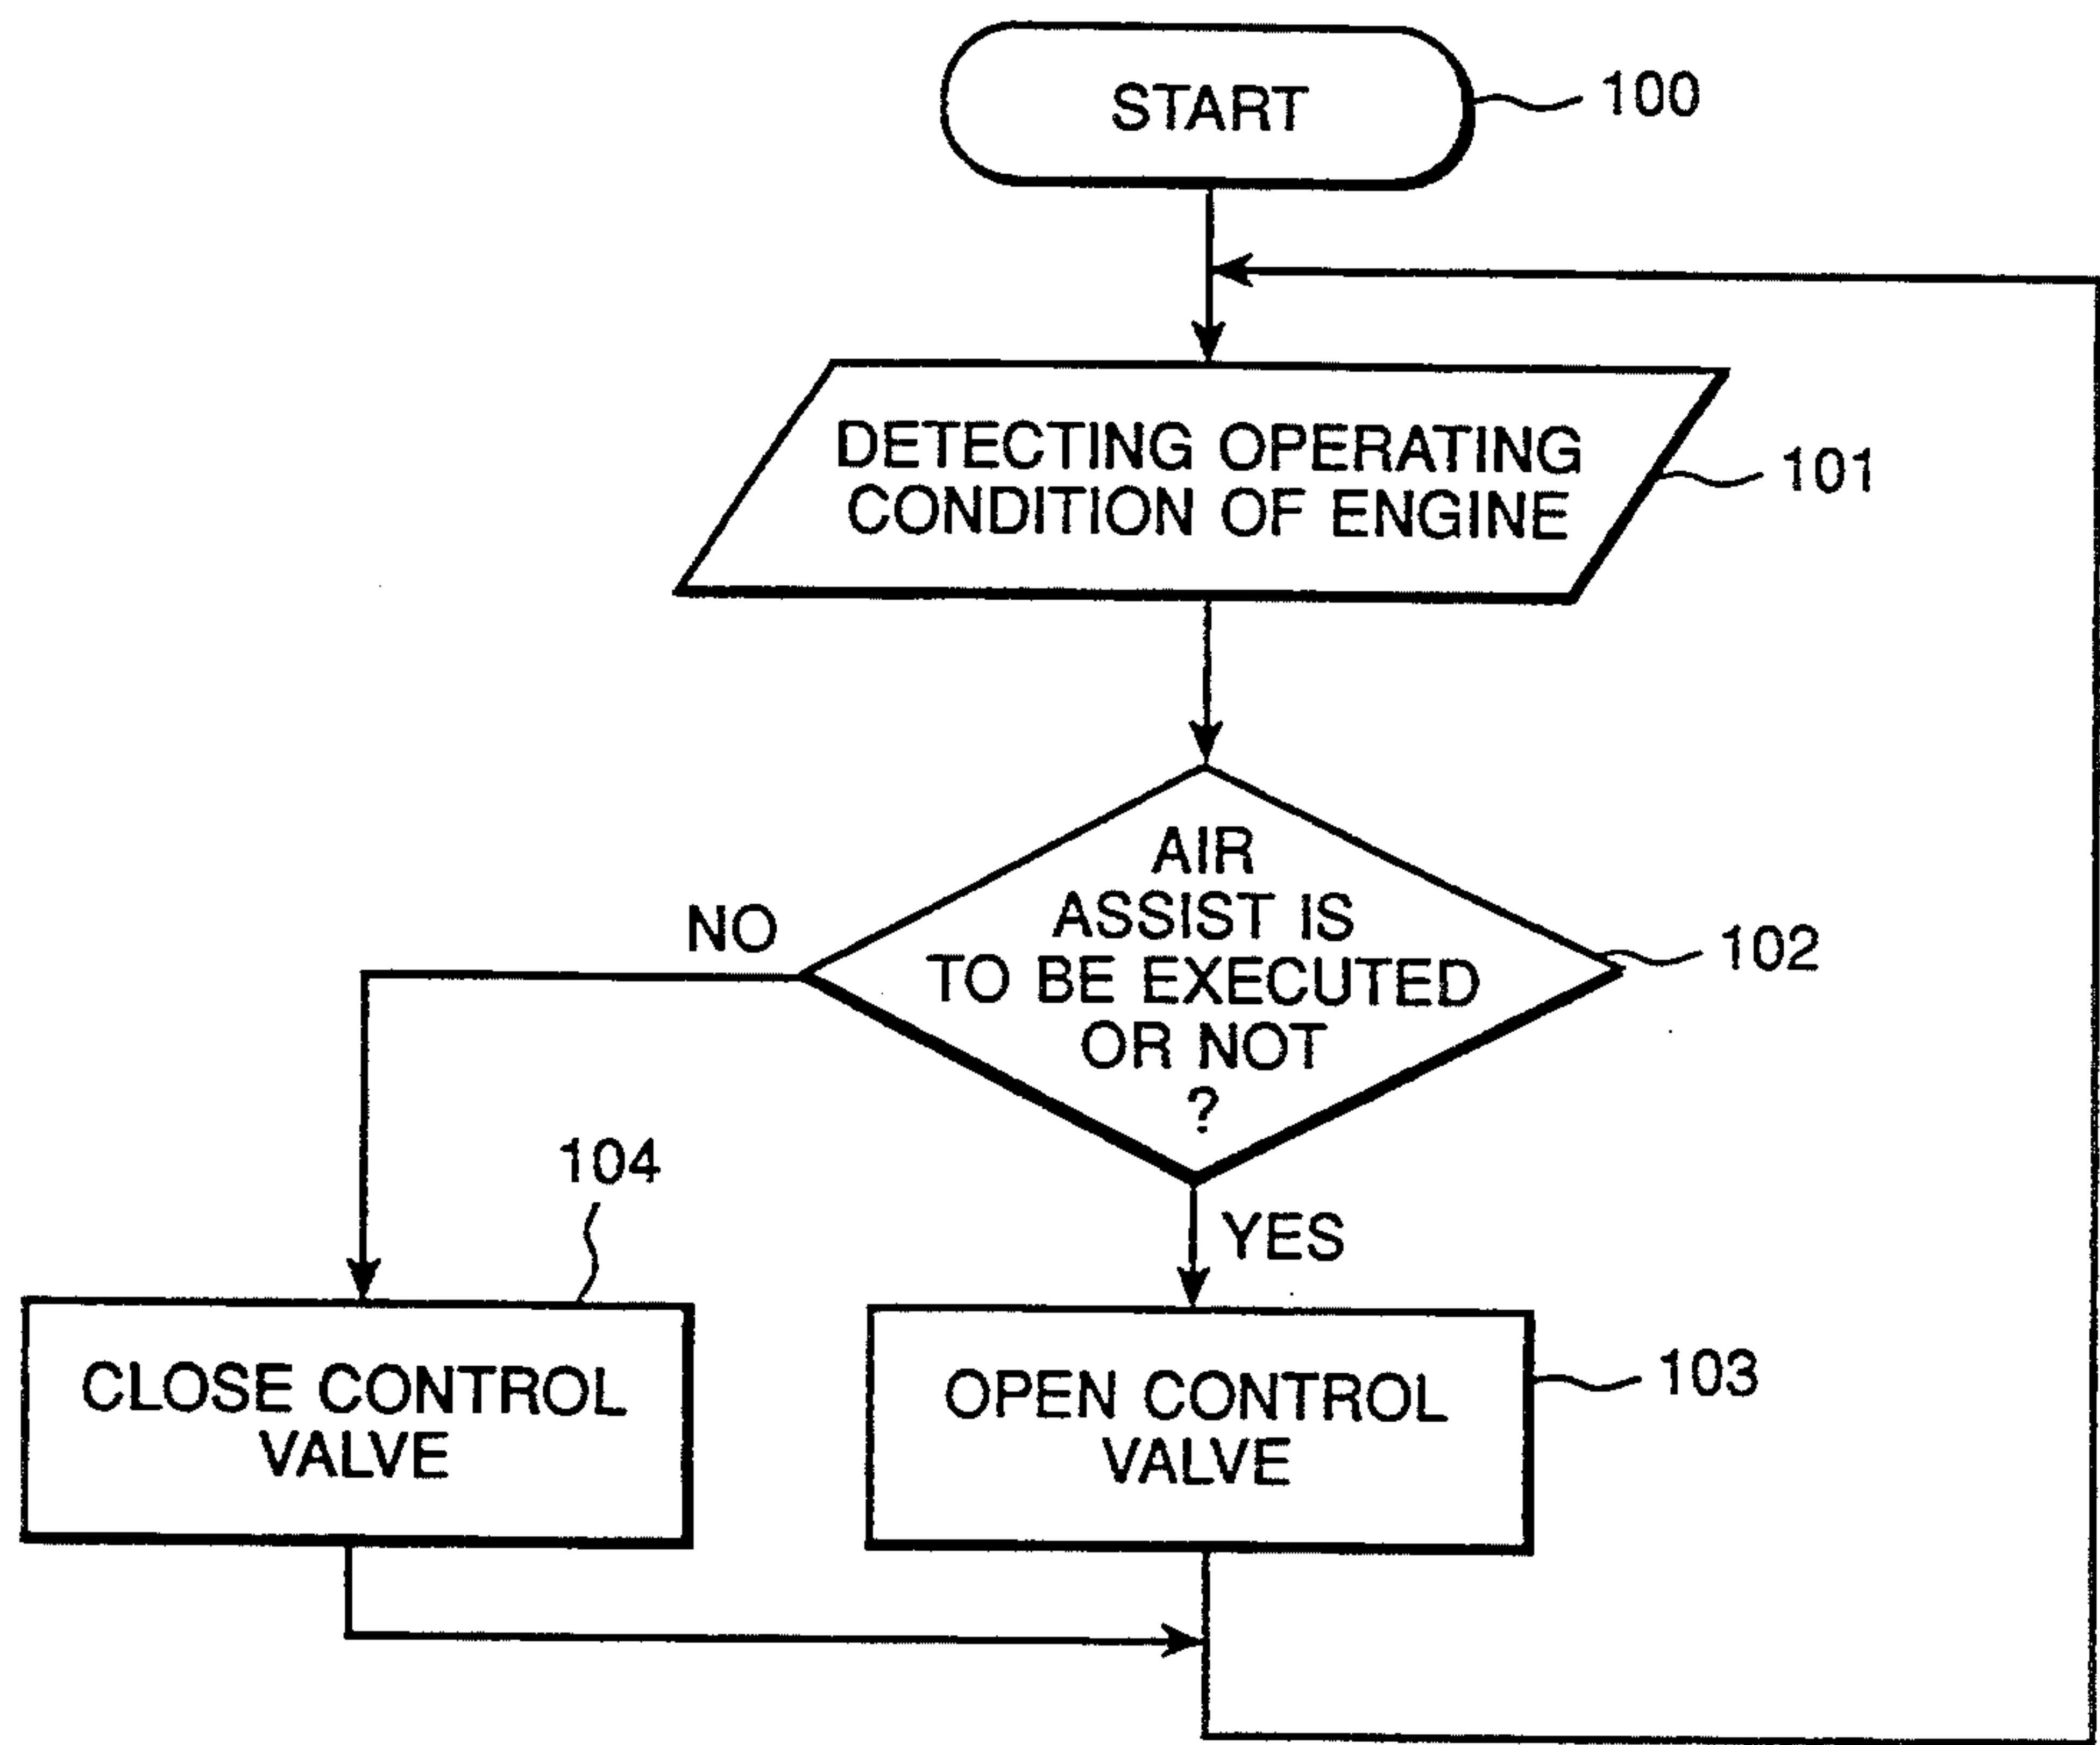 START
100
DETECTING OPERATING
CONDITION OF ENGINE
101
AIR
ASSIST IS
TO BE EXECUTED
OR NOT
?
102
NO
YES
104
CLOSE CONTROL
VALVE
OPEN CONTROL
VALVE
103